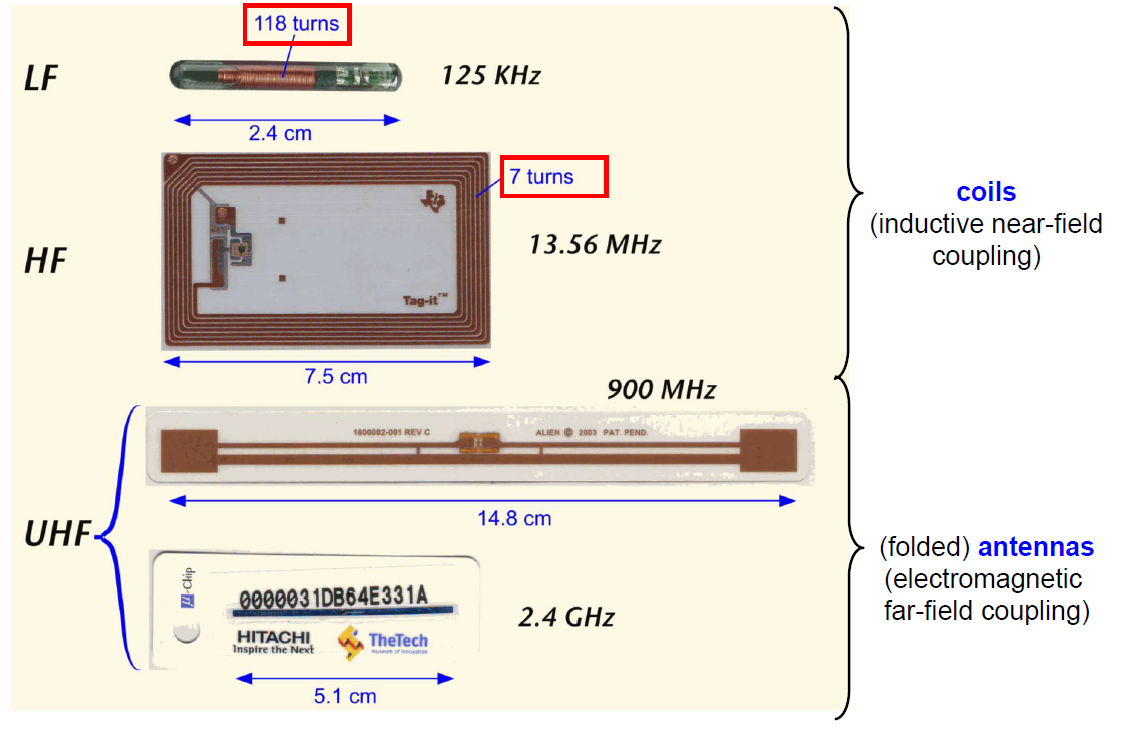 118 turns
LF
125 KHz
2.4 cm
7 turns
HF
13.56 MHz
Tag-it™
7.5 cm
coils
(inductive near-field
coupling)
900 MHz
1800002-001 REV C
ALIEN © 2003 PAT. PEND.
14.8 cm
UHF
(folded) antennas
(electromagnetic
far-field coupling)
µ-Chip
0000031DB64E331A
HITACHI
Inspire the Next
TheTech
museum of innovation
2.4 GHz
5.1 cm